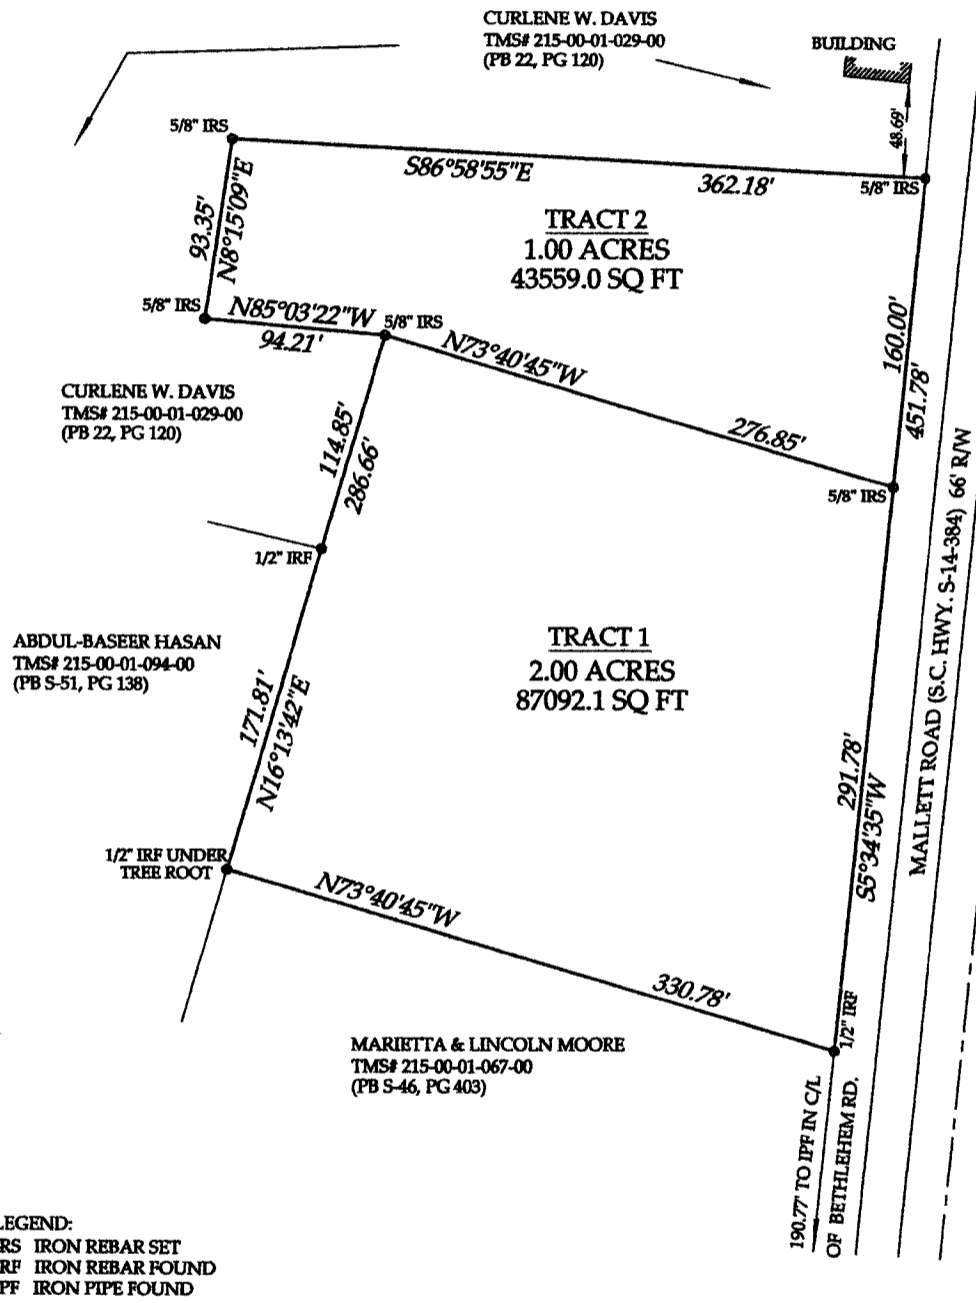 CURLENE W. DAVIS
TMS# 215-00-01-029-00
(PB 22, PG 120)
BUILDING
48.69'
5/8" IRS
S86°58'55"E
362.18'
5/8" IRS
93.35'
N8°15'09"E
TRACT 2
1.00 ACRES
43559.0 SQ FT
5/8" IRS
N85°03'22"W
94.21'
5/8" IRS
N73°40'45"W
276.85'
160.00'
451.78'
5/8" IRS
CURLENE W. DAVIS
TMS# 215-00-01-029-00
(PB 22, PG 120)
114.85'
286.66'
1/2" IRF
ABDUL-BASEER HASAN
TMS# 215-00-01-094-00
(PB S-51, PG 138)
171.81'
N16°13'42"E
TRACT 1
2.00 ACRES
87092.1 SQ FT
291.78'
S5°34'35"W
MALLETT ROAD (S.C. HWY. S-14-384) 66' R/W
1/2" IRF UNDER
TREE ROOT
N73°40'45"W
330.78'
1/2" IRF
MARIETTA & LINCOLN MOORE
TMS# 215-00-01-067-00
(PB S-46, PG 403)
190.77' TO IPF IN C/L
OF BETHLEHEM RD.
LEGEND:
RS IRON REBAR SET
RF IRON REBAR FOUND
PF IRON PIPE FOUND